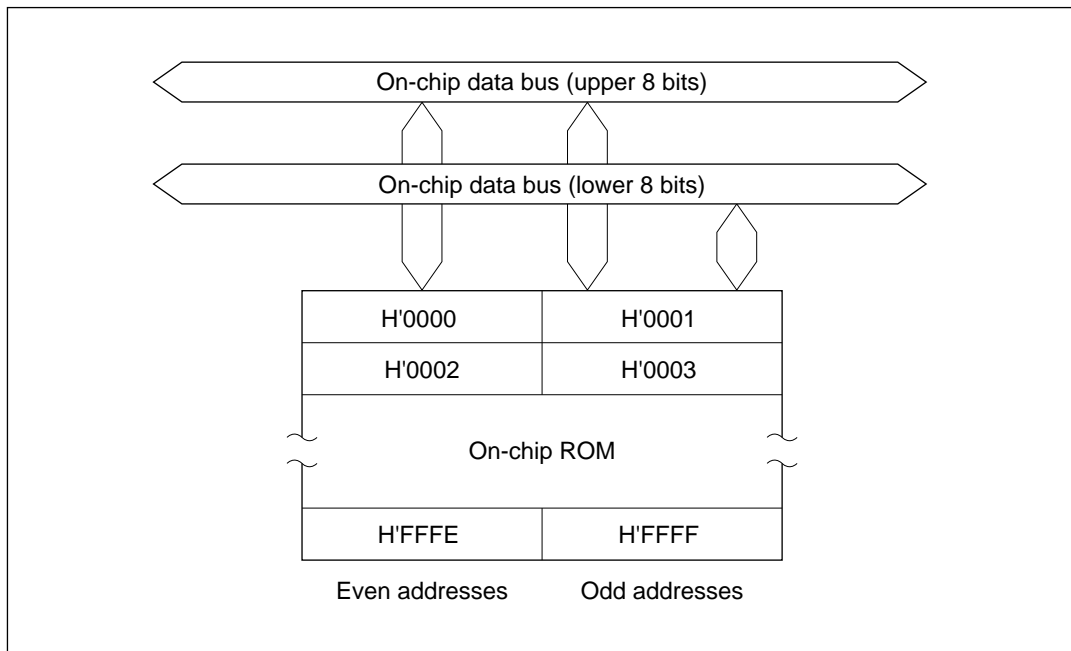 On-chip data bus (upper 8 bits)
On-chip data bus (lower 8 bits)
H'0000 H'0001
H'0002 H'0003
On-chip ROM
H'FFFE H'FFFF
Even addresses Odd addresses